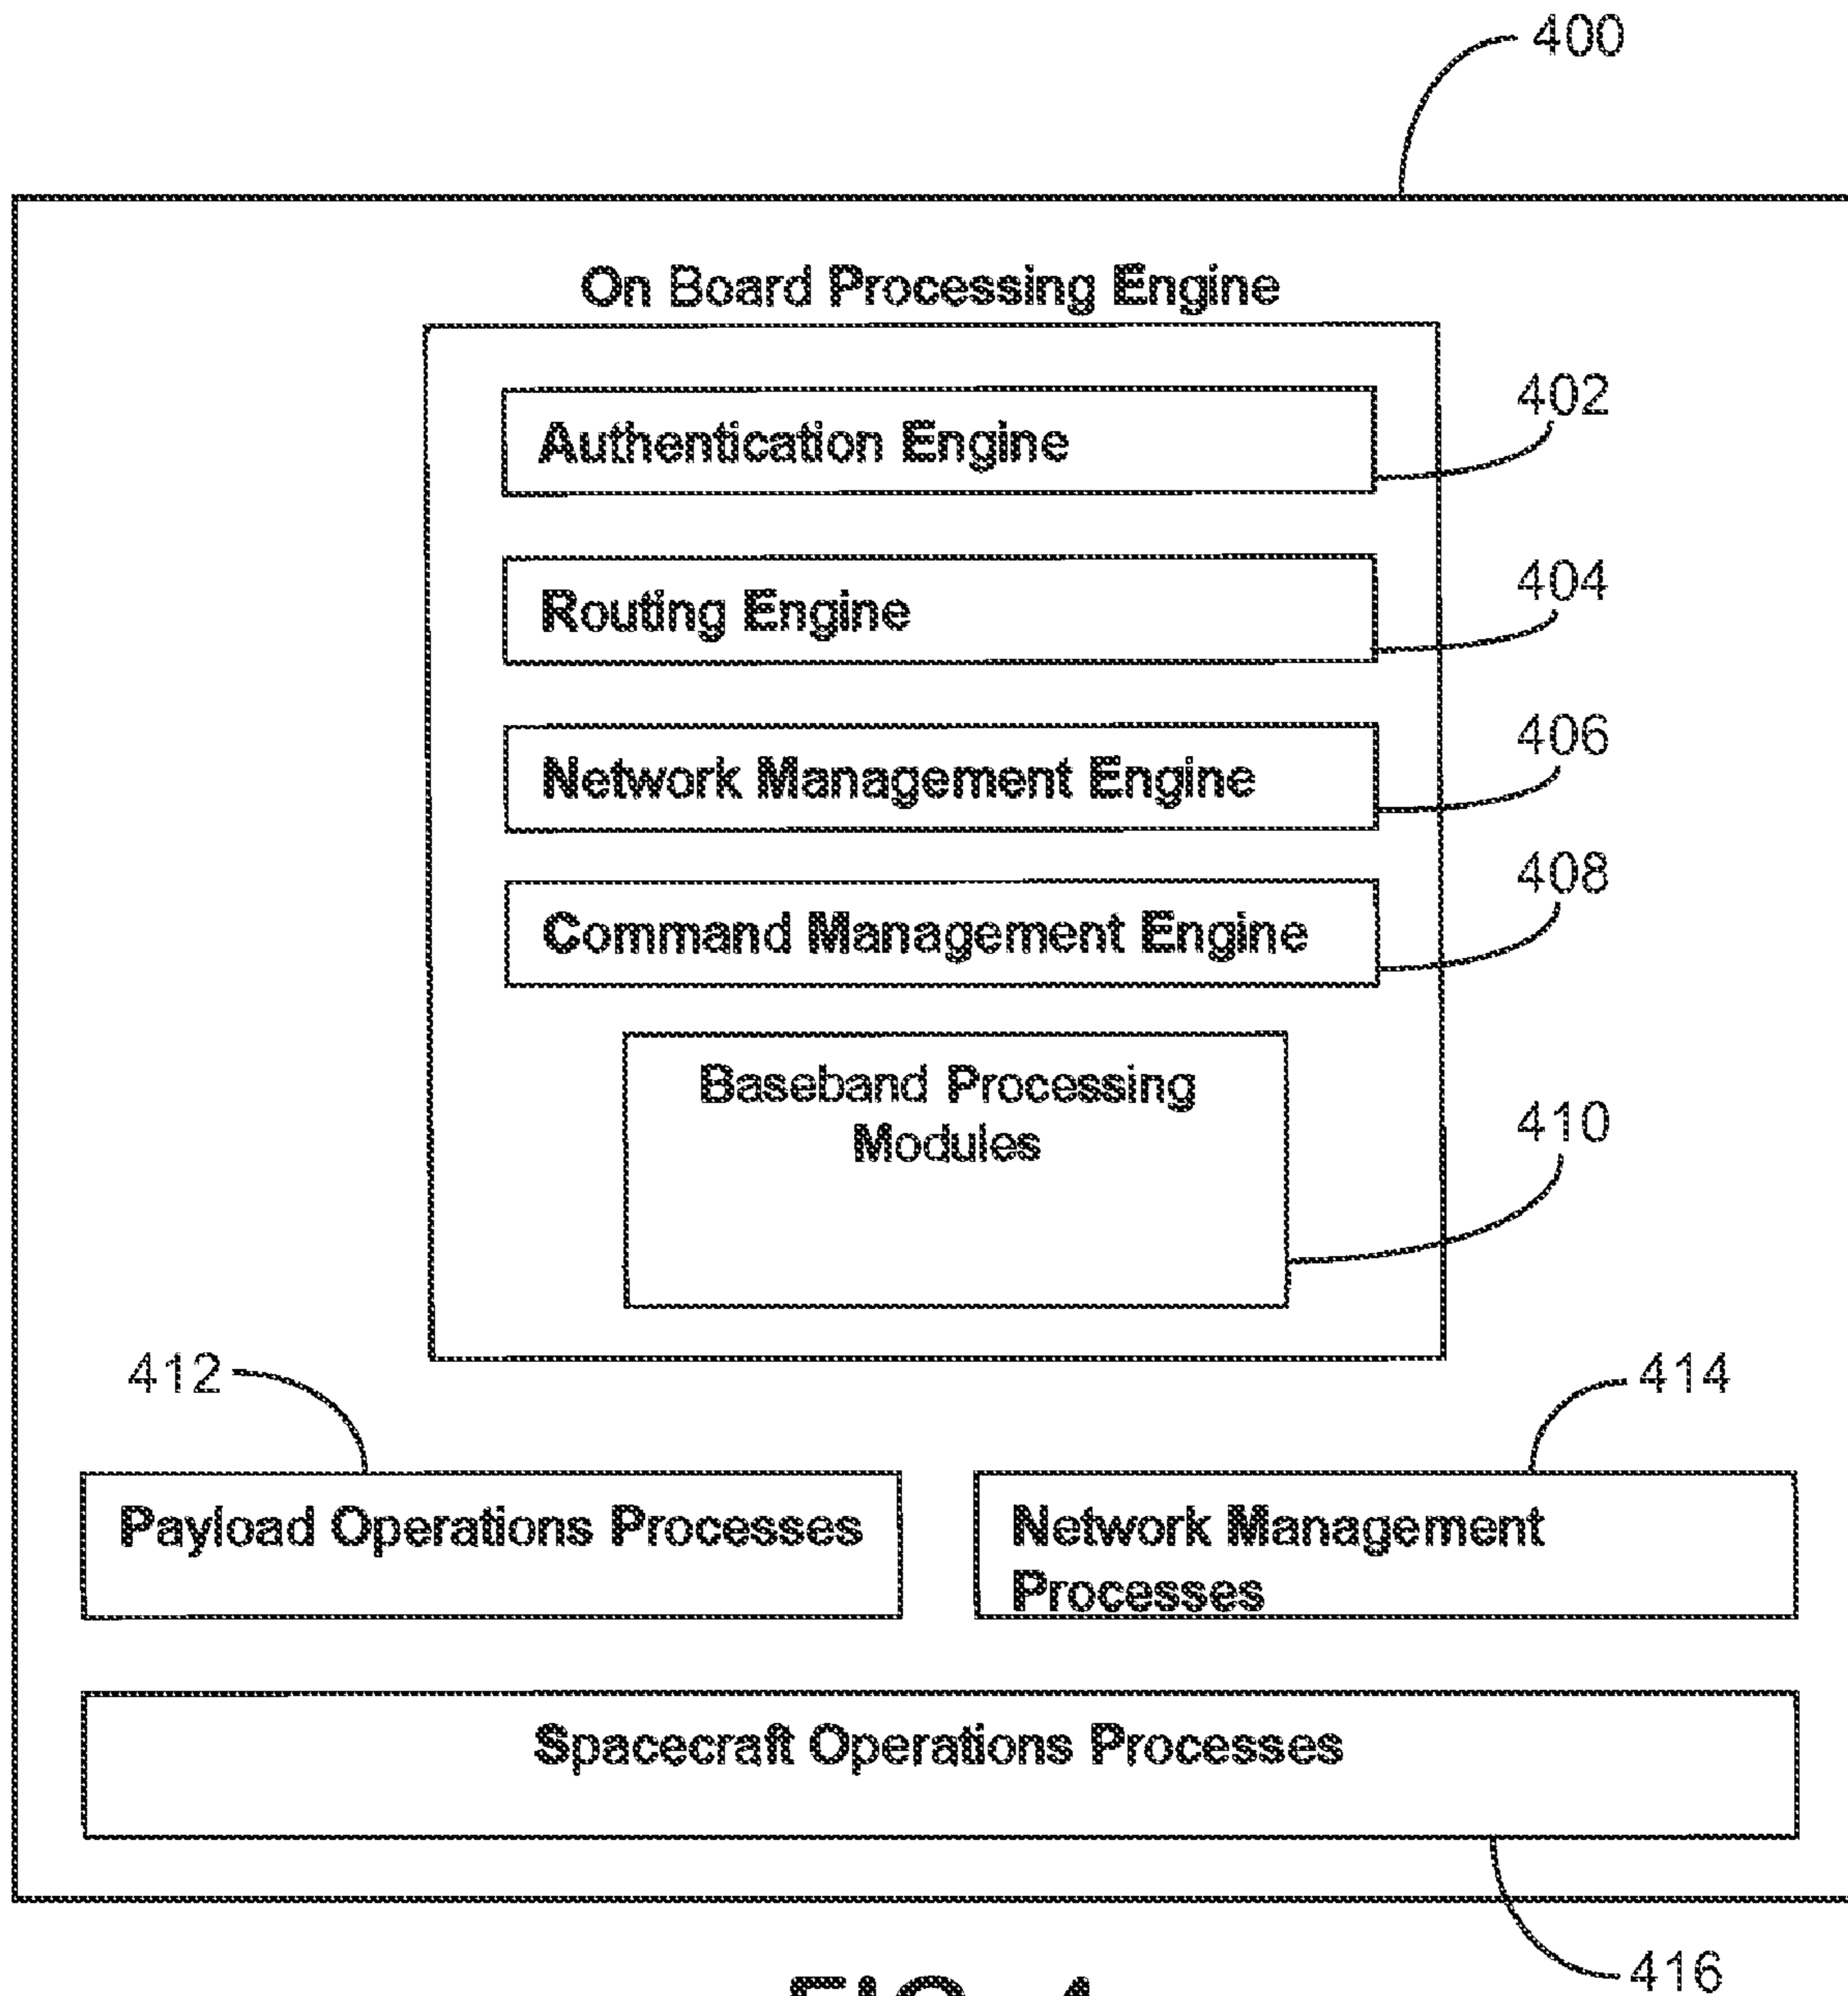 400
On Board Processing Engine
Authentication Engine
402
Routing Engine
404
Network Management Engine
406
Command Management Engine
408
Baseband Processing
Modules
410
412
414
Payload Operations Processes
Network Management
Processes
Spacecraft Operations Processes
416